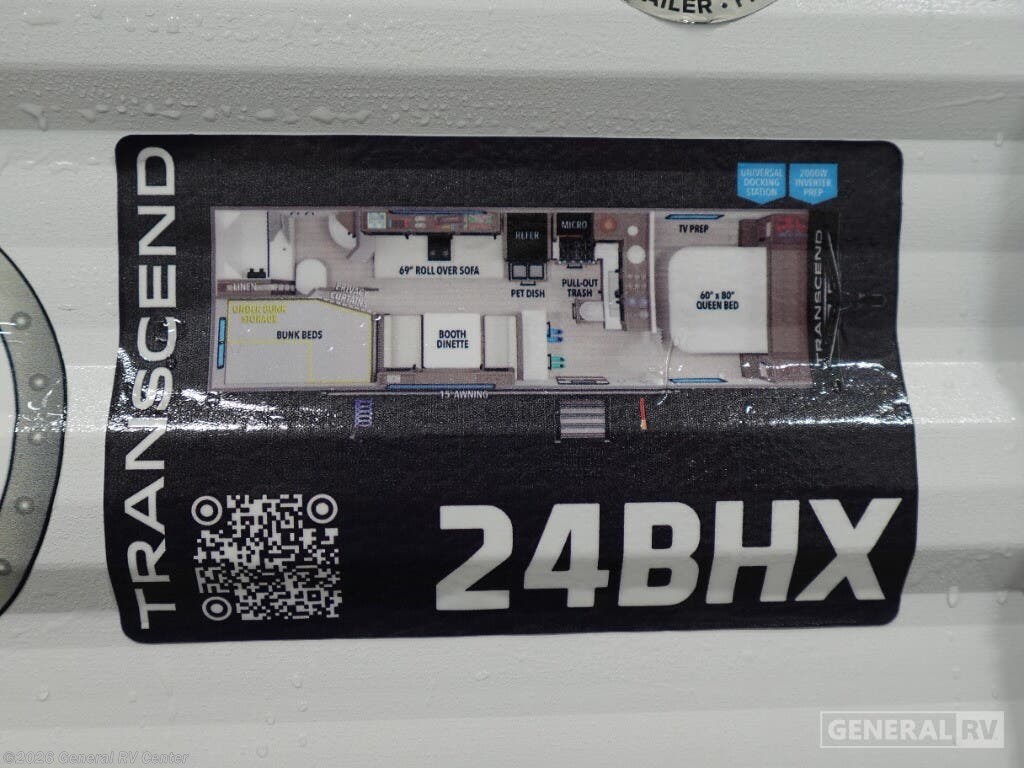 AILER
TRANSCEND
UNIVERSAL
DOCKING
STATION
2000W
INVERTER
PREP
LINEN
69" ROLL OVER SOFA
REFER
MICRO
TV PREP
PET DISH
PULL-OUT
TRASH
60" x 80"
QUEEN BED
TRANSCEND
PRIVACY
CURTAIN
UNDER BUNK
STORAGE
BUNK BEDS
BOOTH
DINETTE
15' AWNING
24BHX
GENERAL RV
©2026 General RV Center